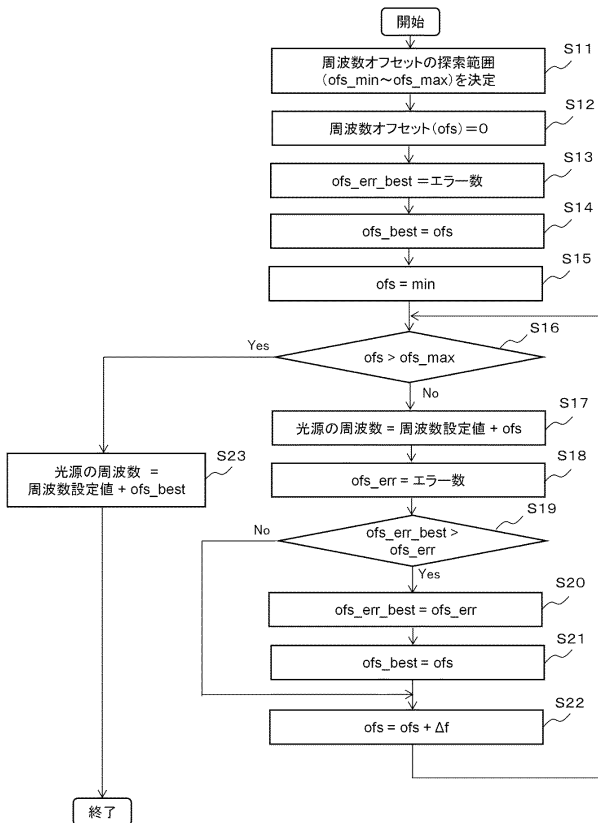 開始
S11
周波数オフセットの探索範囲
(ofs_min～ofs_max)を決定
S12
周波数オフセット(ofs)=0
S13
ofs_err_best =エラー数
S14
ofs_best = ofs
S15
ofs = min
S16
Yes
ofs > ofs_max
No
S17
光源の周波数 = 周波数設定値 + ofs
S23
光源の周波数 =
周波数設定値 + ofs_best
S18
ofs_err = エラー数
S19
No
ofs_err_best >
ofs_err
Yes
S20
ofs_err_best = ofs_err
S21
ofs_best = ofs
S22
ofs = ofs + Δf
終了